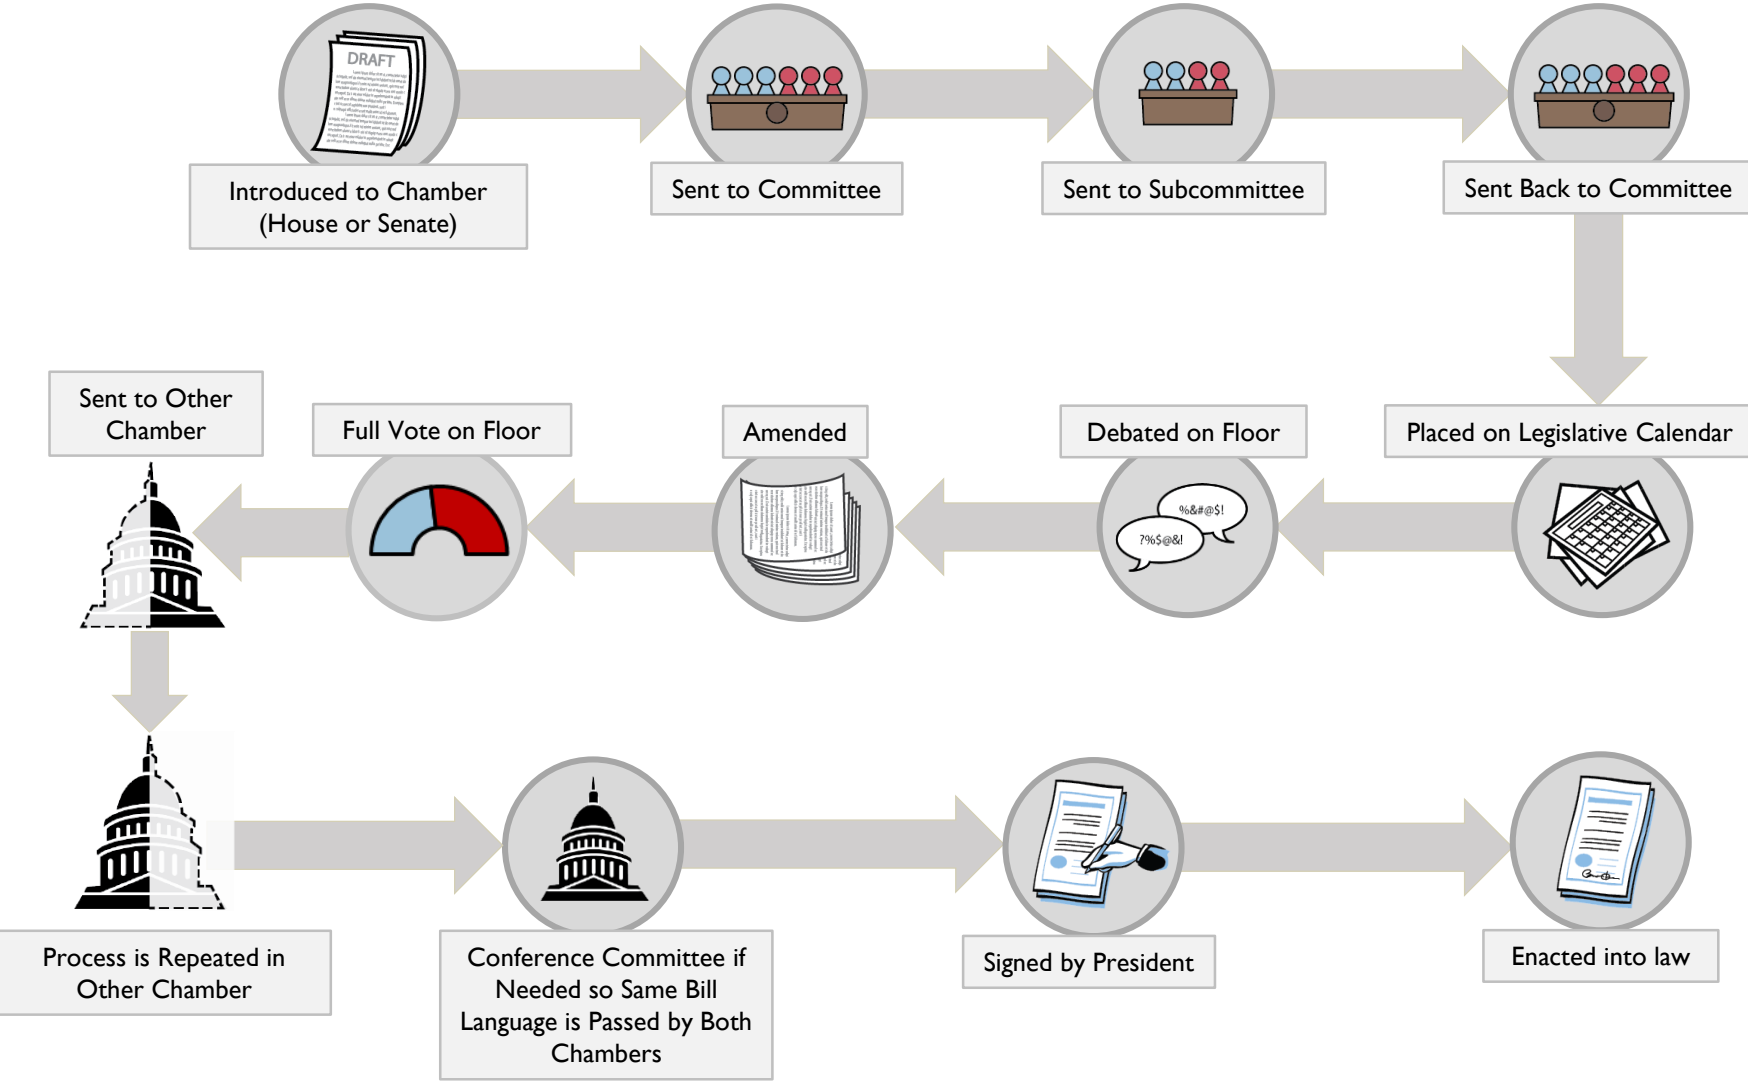 DRAFT
Introduced to Chamber
(House or Senate)
Sent to Committee
Sent to Subcommittee
Sent Back to Committee
Placed on Legislative Calendar
Debated on Floor
%&#@$!
?%$@&!
Amended
Full Vote on Floor
Sent to Other
Chamber
Process is Repeated in
Other Chamber
Conference Committee if
Needed so Same Bill
Language is Passed by Both
Chambers
Signed by President
Enacted into law